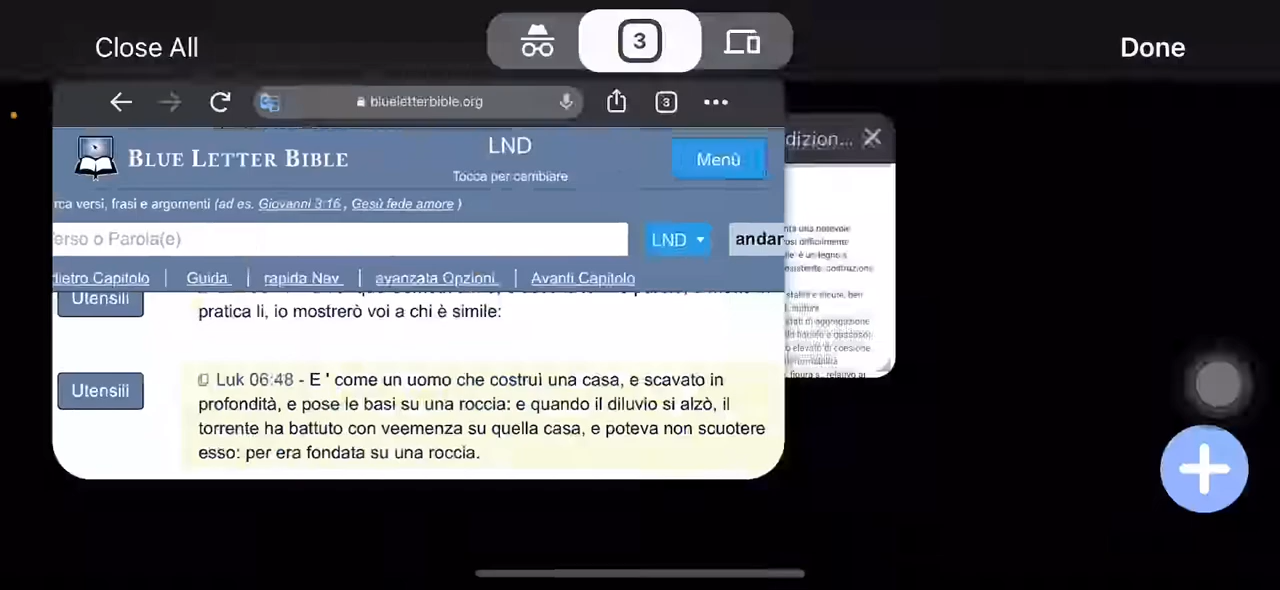 Close All
3
Done
blueletterbible.org
3
BLUE LETTER BIBLE
LND
Tocca per cambiare
Menù
dizion...
rca versi, frasi e argomenti (ad es. Giovanni 3:16 , Gesù fede amore )
erso o Parola(e)
LND
andar
dietro Capitolo | Guida | rapida Nav | avanzata Opzioni | Avanti Capitolo
Utensili
pratica li, io mostrerò voi a chi è simile:
Utensili
Luk 06:48 - E ' come un uomo che costruì una casa, e scavato in
profondità, e pose le basi su una roccia: e quando il diluvio si alzò, il
torrente ha battuto con veemenza su quella casa, e poteva non scuotere
esso: per era fondata su una roccia.